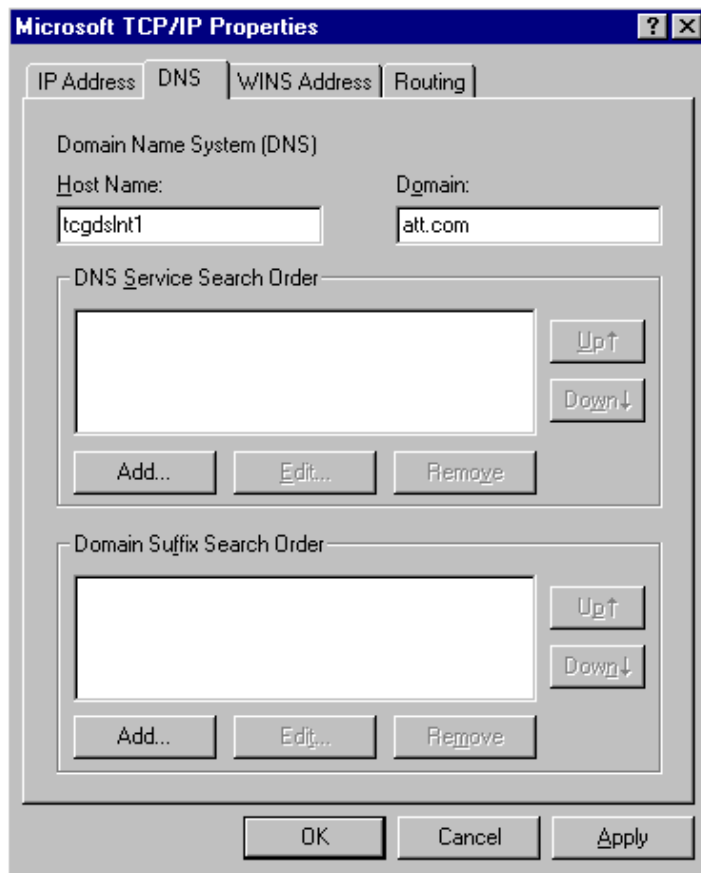 Microsoft TCP/IP Properties
IP Address DNS WINS Address Routing
Domain Name System (DNS)
Host Name: Domain:
tcgdslnt1 att.com
DNS Service Search Order
Up↑
Down↓
Add... Edit... Remove
Domain Suffix Search Order
Up↑
Down↓
Add... Edit... Remove
OK Cancel Apply